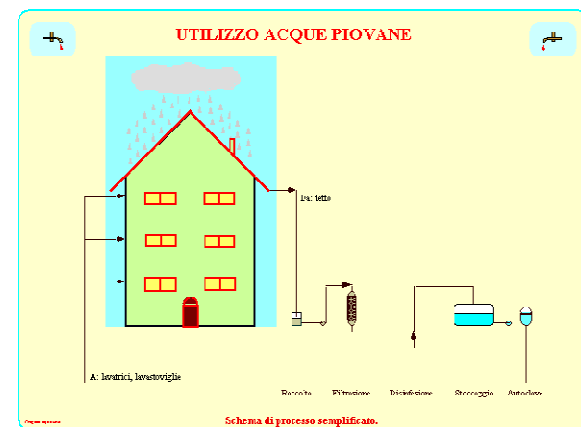 UTILIZZO ACQUE PIOVANE
Da: tetto
A: lavatrici, lavastoviglie
Raccolta Filtrazione Disinfezione Stoccaggio Autoclave
Schema di processo semplificato.